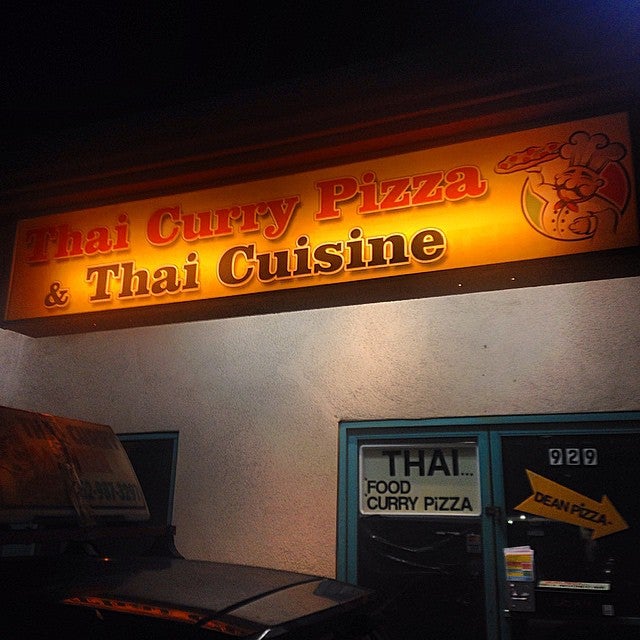 Thai Curry Pizza
& Thai Cuisine
THAI...
FOOD
CURRY PiZZA
929
DEAN PIZZA